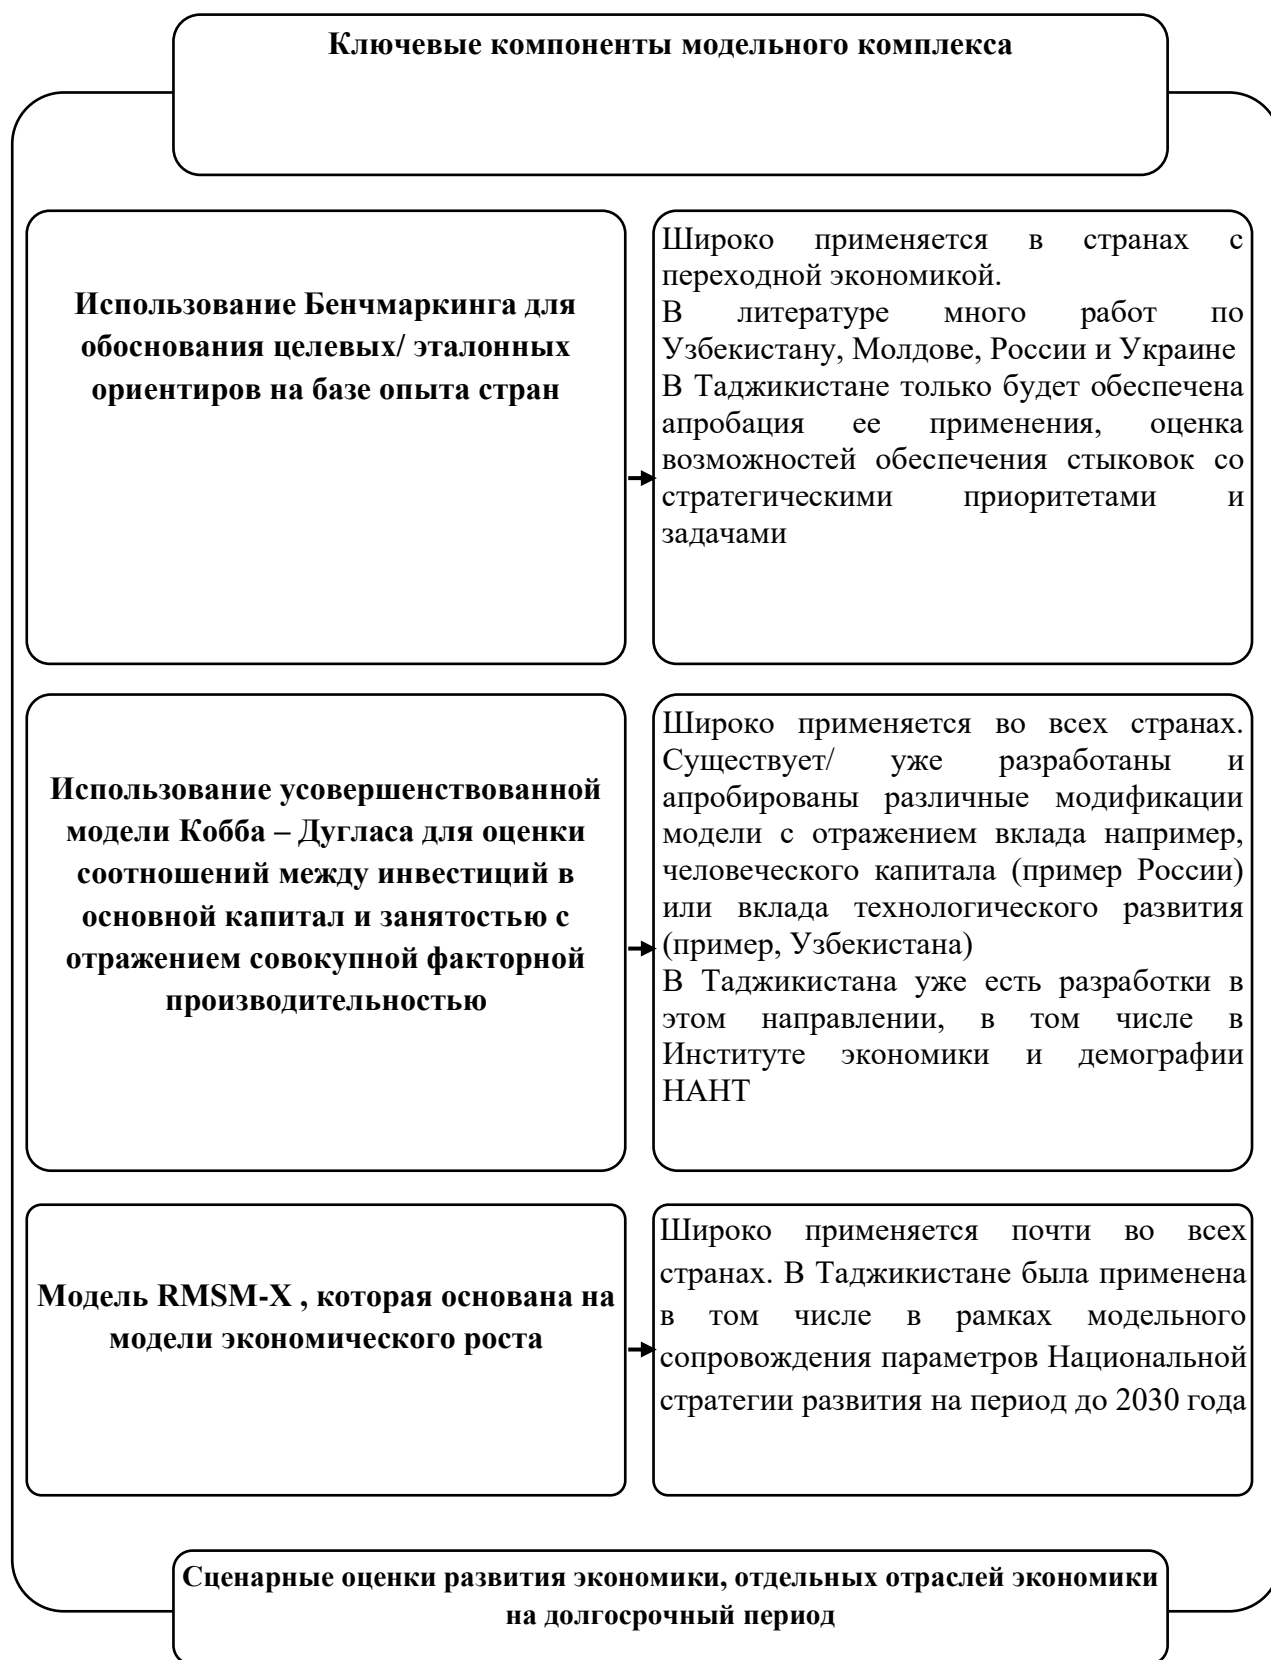 Ключевые компоненты модельного комплекса
Использование Бенчмаркинга для
обоснования целевых/ эталонных
ориентиров на базе опыта стран
Широко применяется в странах с
переходной экономикой.
В литературе много работ по
Узбекистану, Молдове, России и Украине
В Таджикистане только будет обеспечена
апробация ее применения, оценка
возможностей обеспечения стыковок со
стратегическими приоритетами и
задачами
Использование усовершенствованной
модели Кобба – Дугласа для оценки
соотношений между инвестиций в
основной капитал и занятостью с
отражением совокупной факторной
производительностью
Широко применяется во всех странах.
Существует/ уже разработаны и
апробированы различные модификации
модели с отражением вклада например,
человеческого капитала (пример России)
или вклада технологического развития
(пример, Узбекистана)
В Таджикистана уже есть разработки в
этом направлении, в том числе в
Институте экономики и демографии
НАНТ
Модель RMSM-X , которая основана на
модели экономического роста
Широко применяется почти во всех
странах. В Таджикистане была применена
в том числе в рамках модельного
сопровождения параметров Национальной
стратегии развития на период до 2030 года
Сценарные оценки развития экономики, отдельных отраслей экономики
на долгосрочный период